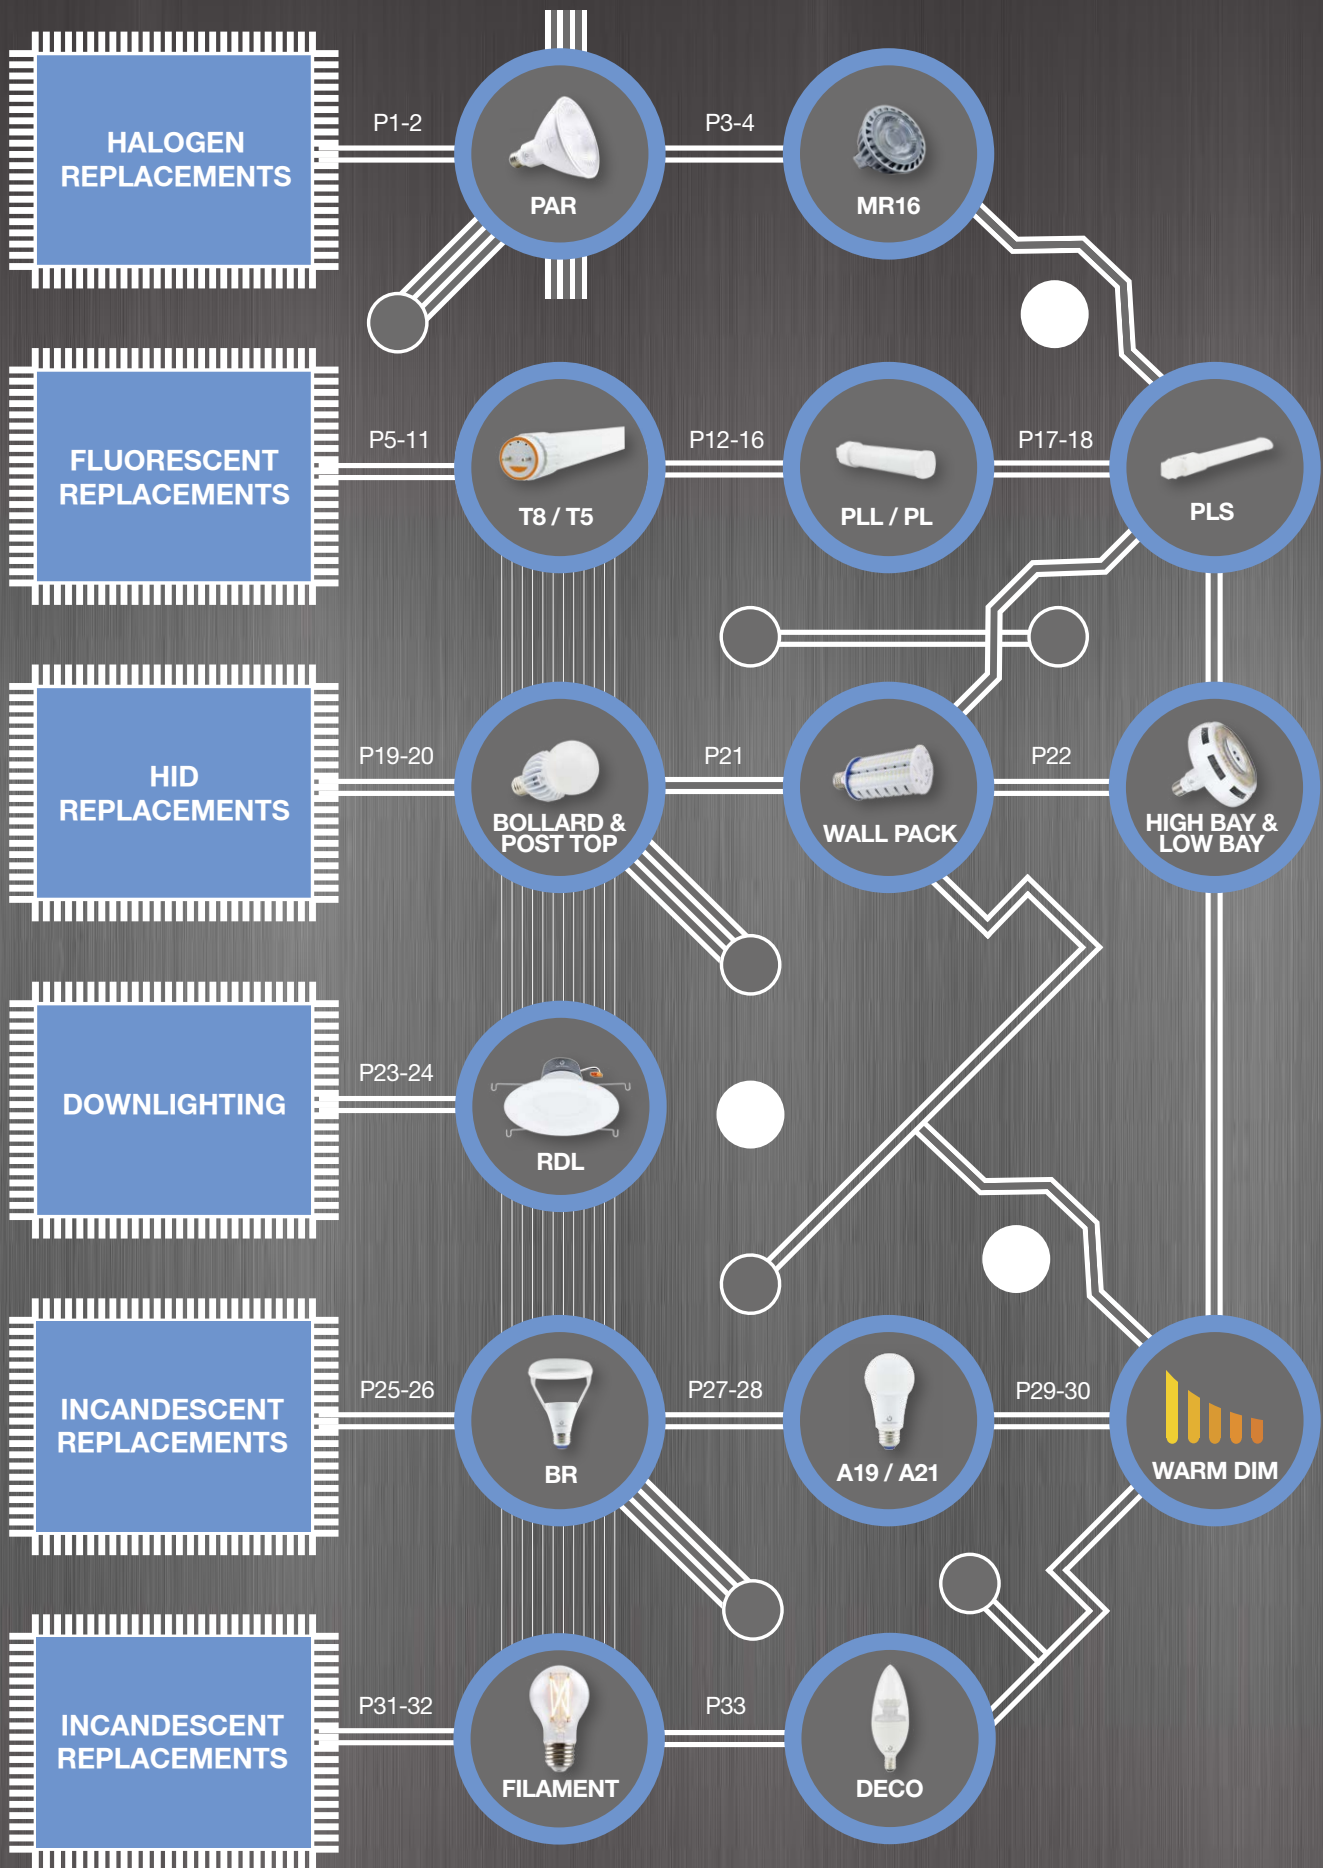 HALOGEN
REPLACEMENTS
P1-2
PAR
P3-4
MR16
FLUORESCENT
REPLACEMENTS
P5-11
T8 / T5
P12-16
PLL / PL
P17-18
PLS
HID
REPLACEMENTS
P19-20
BOLLARD &
POST TOP
P21
WALL PACK
P22
HIGH BAY &
LOW BAY
DOWNLIGHTING
P23-24
RDL
INCANDESCENT
REPLACEMENTS
P25-26
BR
P27-28
A19 / A21
P29-30
WARM DIM
INCANDESCENT
REPLACEMENTS
P31-32
FILAMENT
P33
DECO